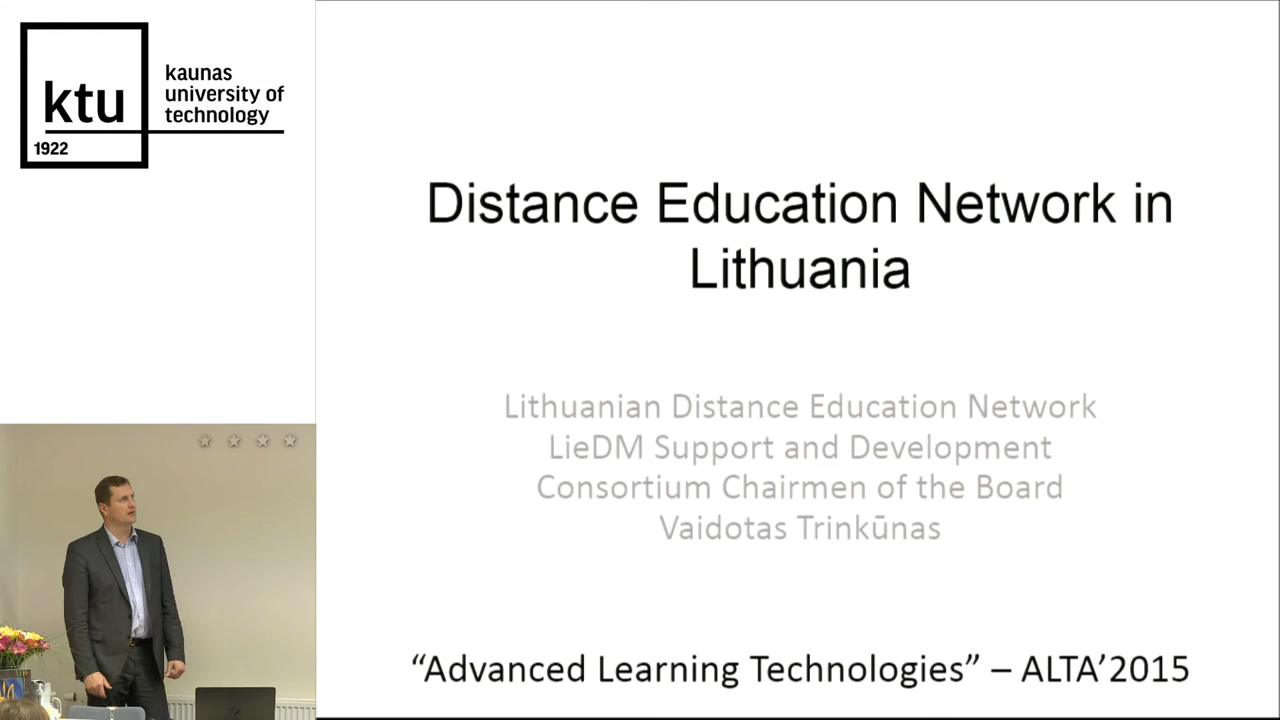 ktu
1922
kaunas
university of
technology
Distance Education Network in
Lithuania
Lithuanian Distance Education Network
LieDM Support and Development
Consortium Chairmen of the Board
Vaidotas Trinkūnas
“Advanced Learning Technologies” – ALTA’2015